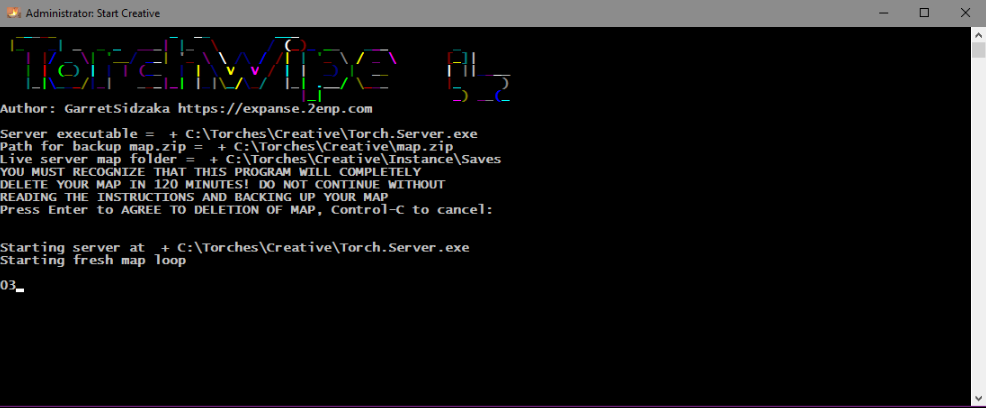 Administrator: Start Creative
TorchWipe
Author: GarretSidzaka https://expanse.2enp.com
Server executable =  + C:\Torches\Creative\Torch.Server.exe
Path for backup map.zip =  + C:\Torches\Creative\map.zip
Live server map folder =  + C:\Torches\Creative\Instance\Saves
YOU MUST RECOGNIZE THAT THIS PROGRAM WILL COMPLETELY
DELETE YOUR MAP IN 120 MINUTES! DO NOT CONTINUE WITHOUT
READING THE INSTRUCTIONS AND BACKING UP YOUR MAP
Press Enter to AGREE TO DELETION OF MAP, Control-C to cancel:
Starting server at  + C:\Torches\Creative\Torch.Server.exe
Starting fresh map loop
03